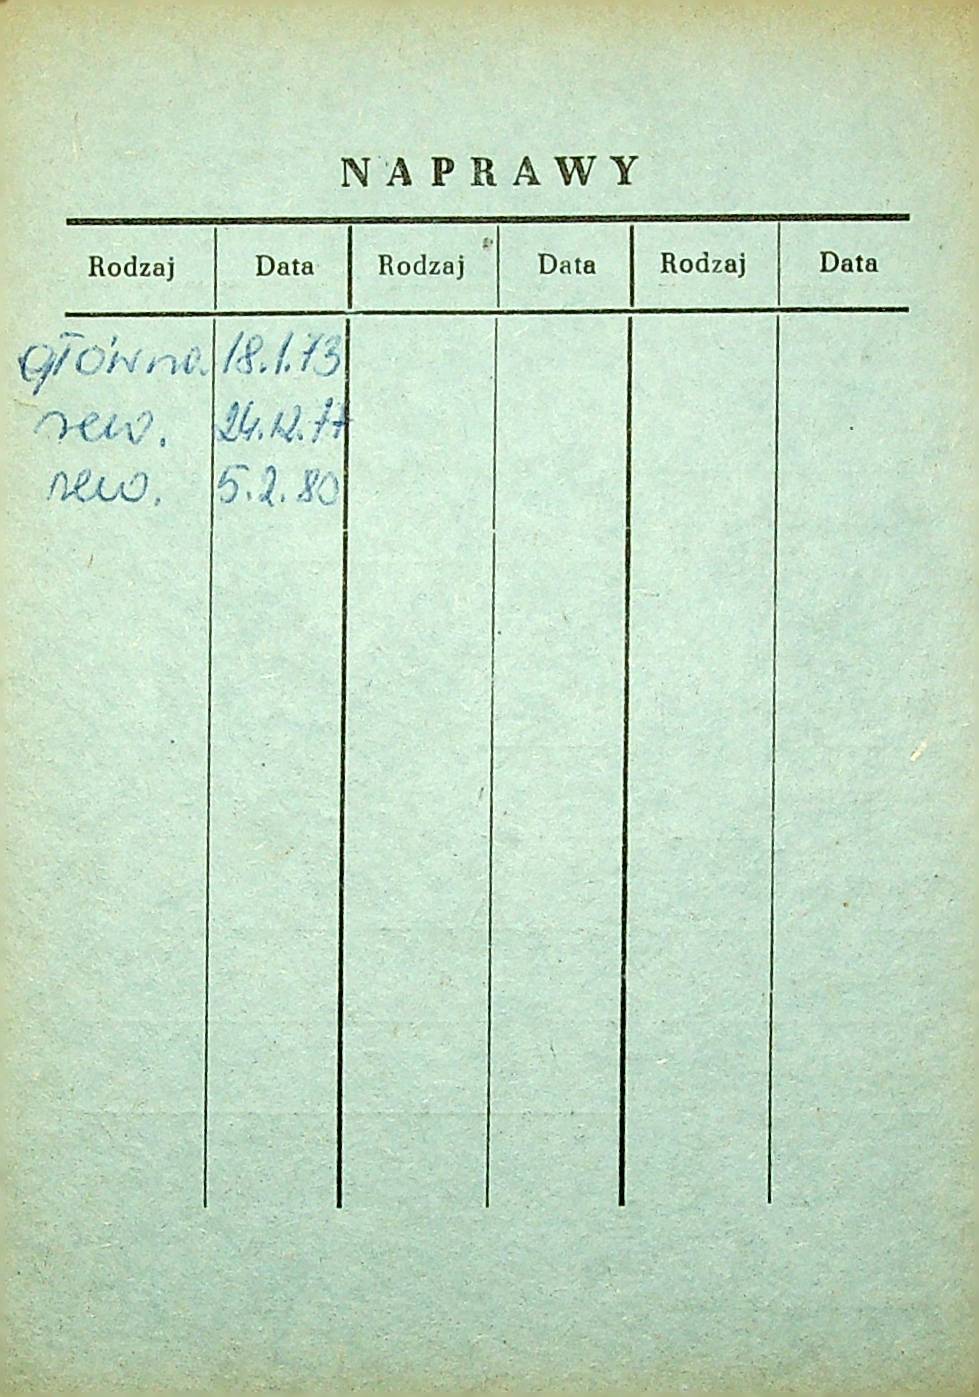 NAPRAWY
Rodzaj Data Rodzaj Data Rodzaj Data
główna. 18.1.73
rew. 24.12.77
rew. 5.2.80